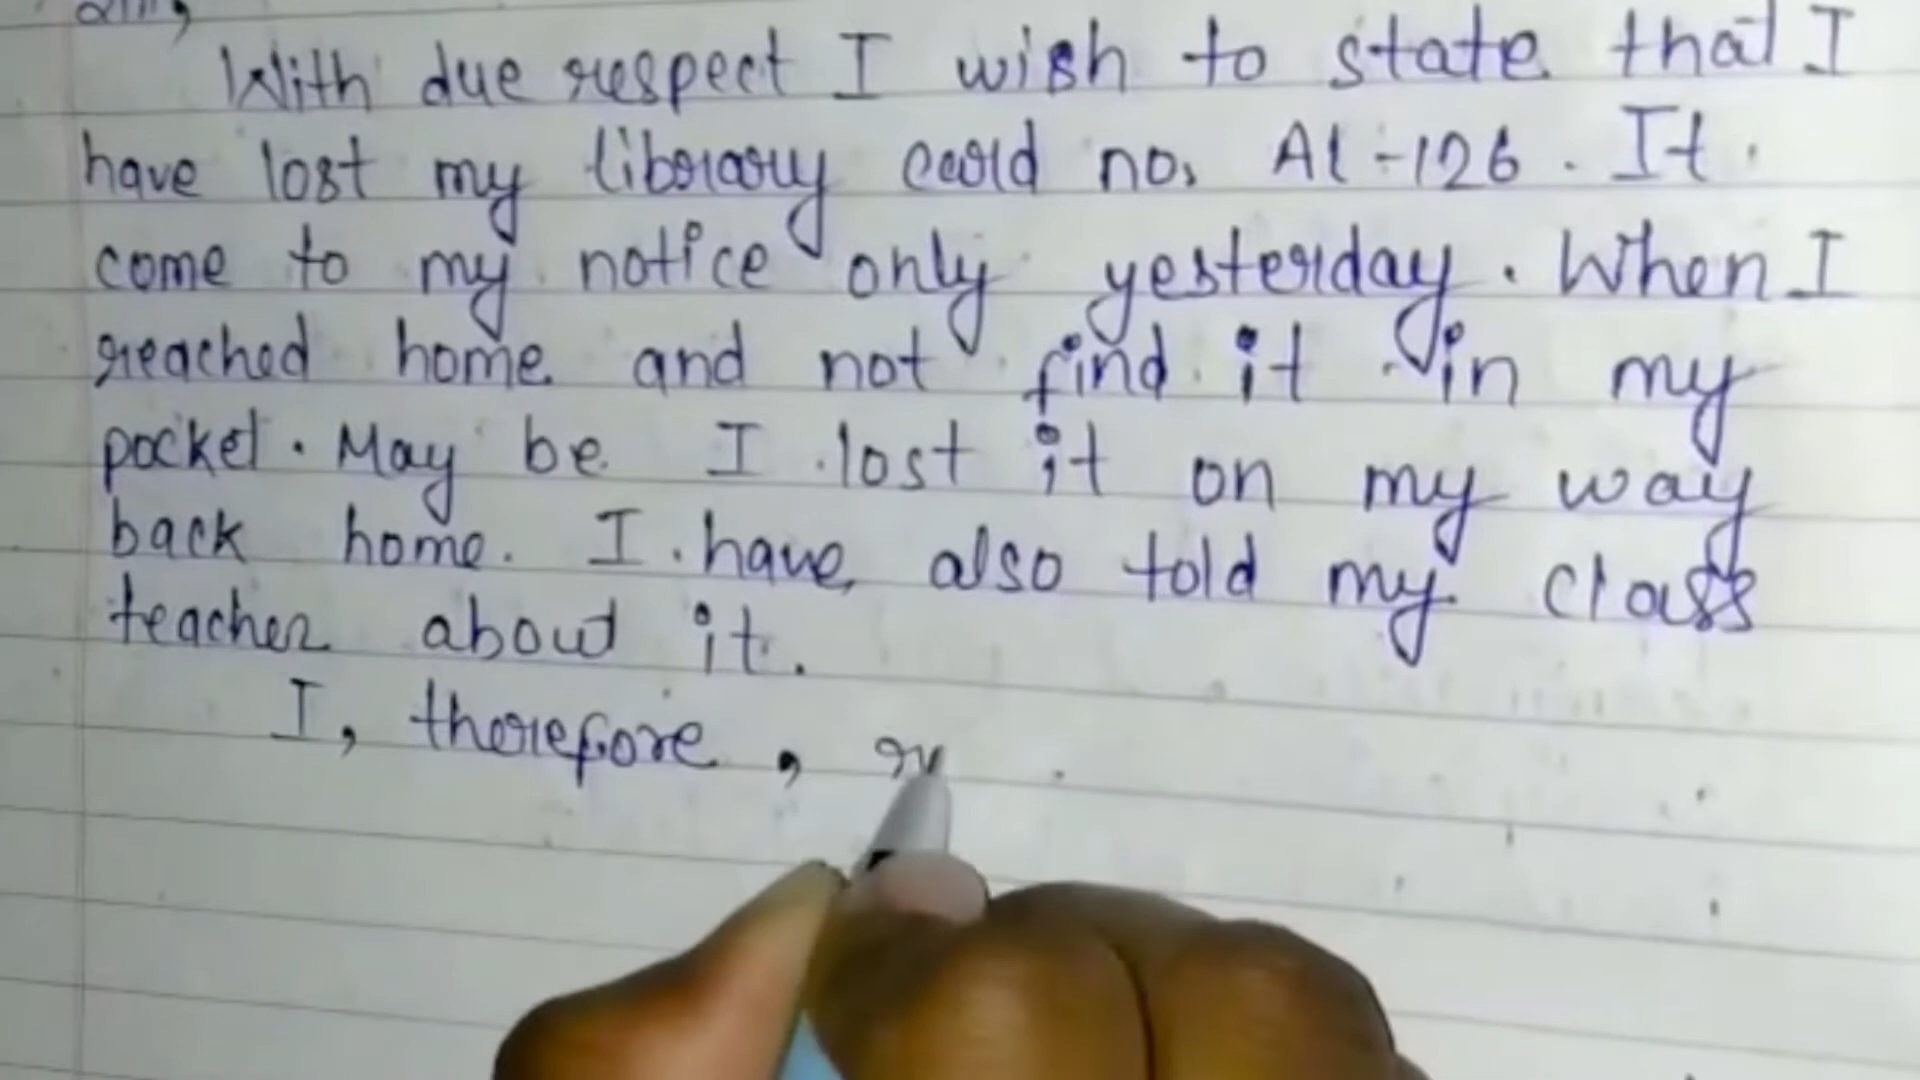 With due respect I wish to state that I
have lost my library card no. A1-126. It
come to my notice only yesterday. When I
reached home and not find it in my
pocket. May be I lost it on my way
back home. I have also told my class
teacher about it.
I, therefore,